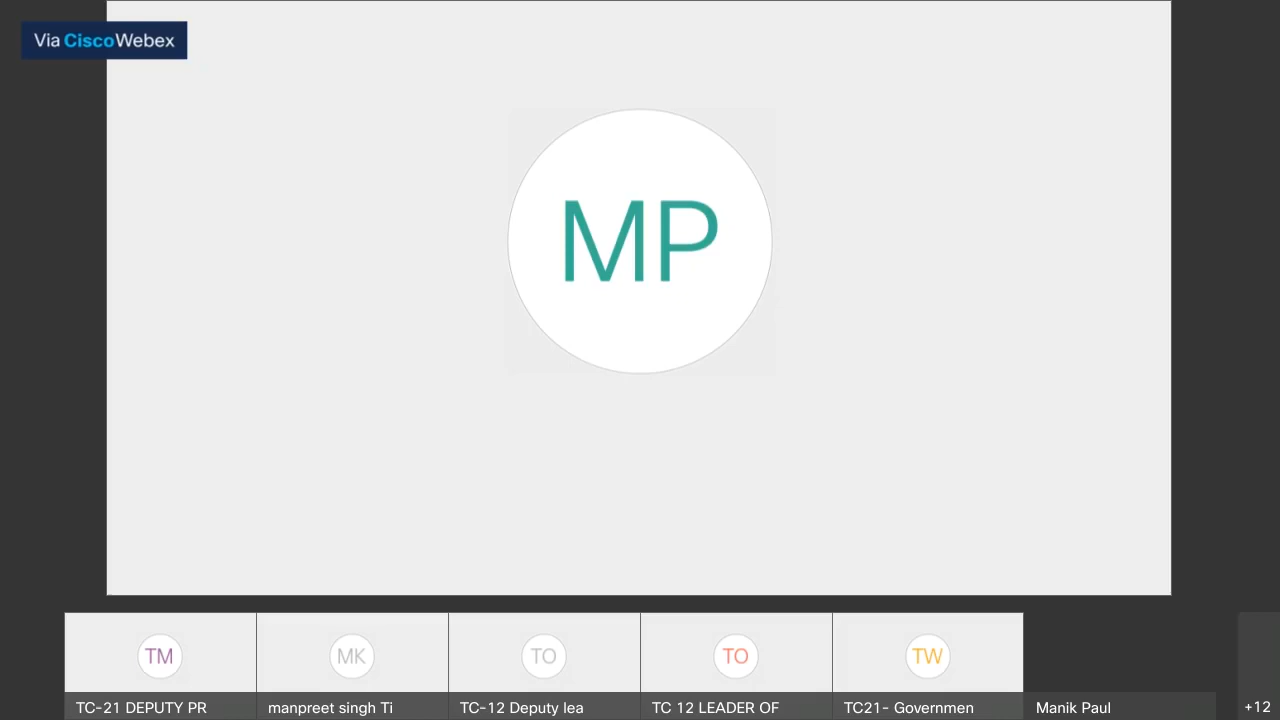 Via CiscoWebex
MP
TM
MK
TO
TO
TW
TC-21 DEPUTY PR
manpreet singh Ti
TC-12 Deputy lea
TC 12 LEADER OF
TC21- Governmen
Manik Paul
+12